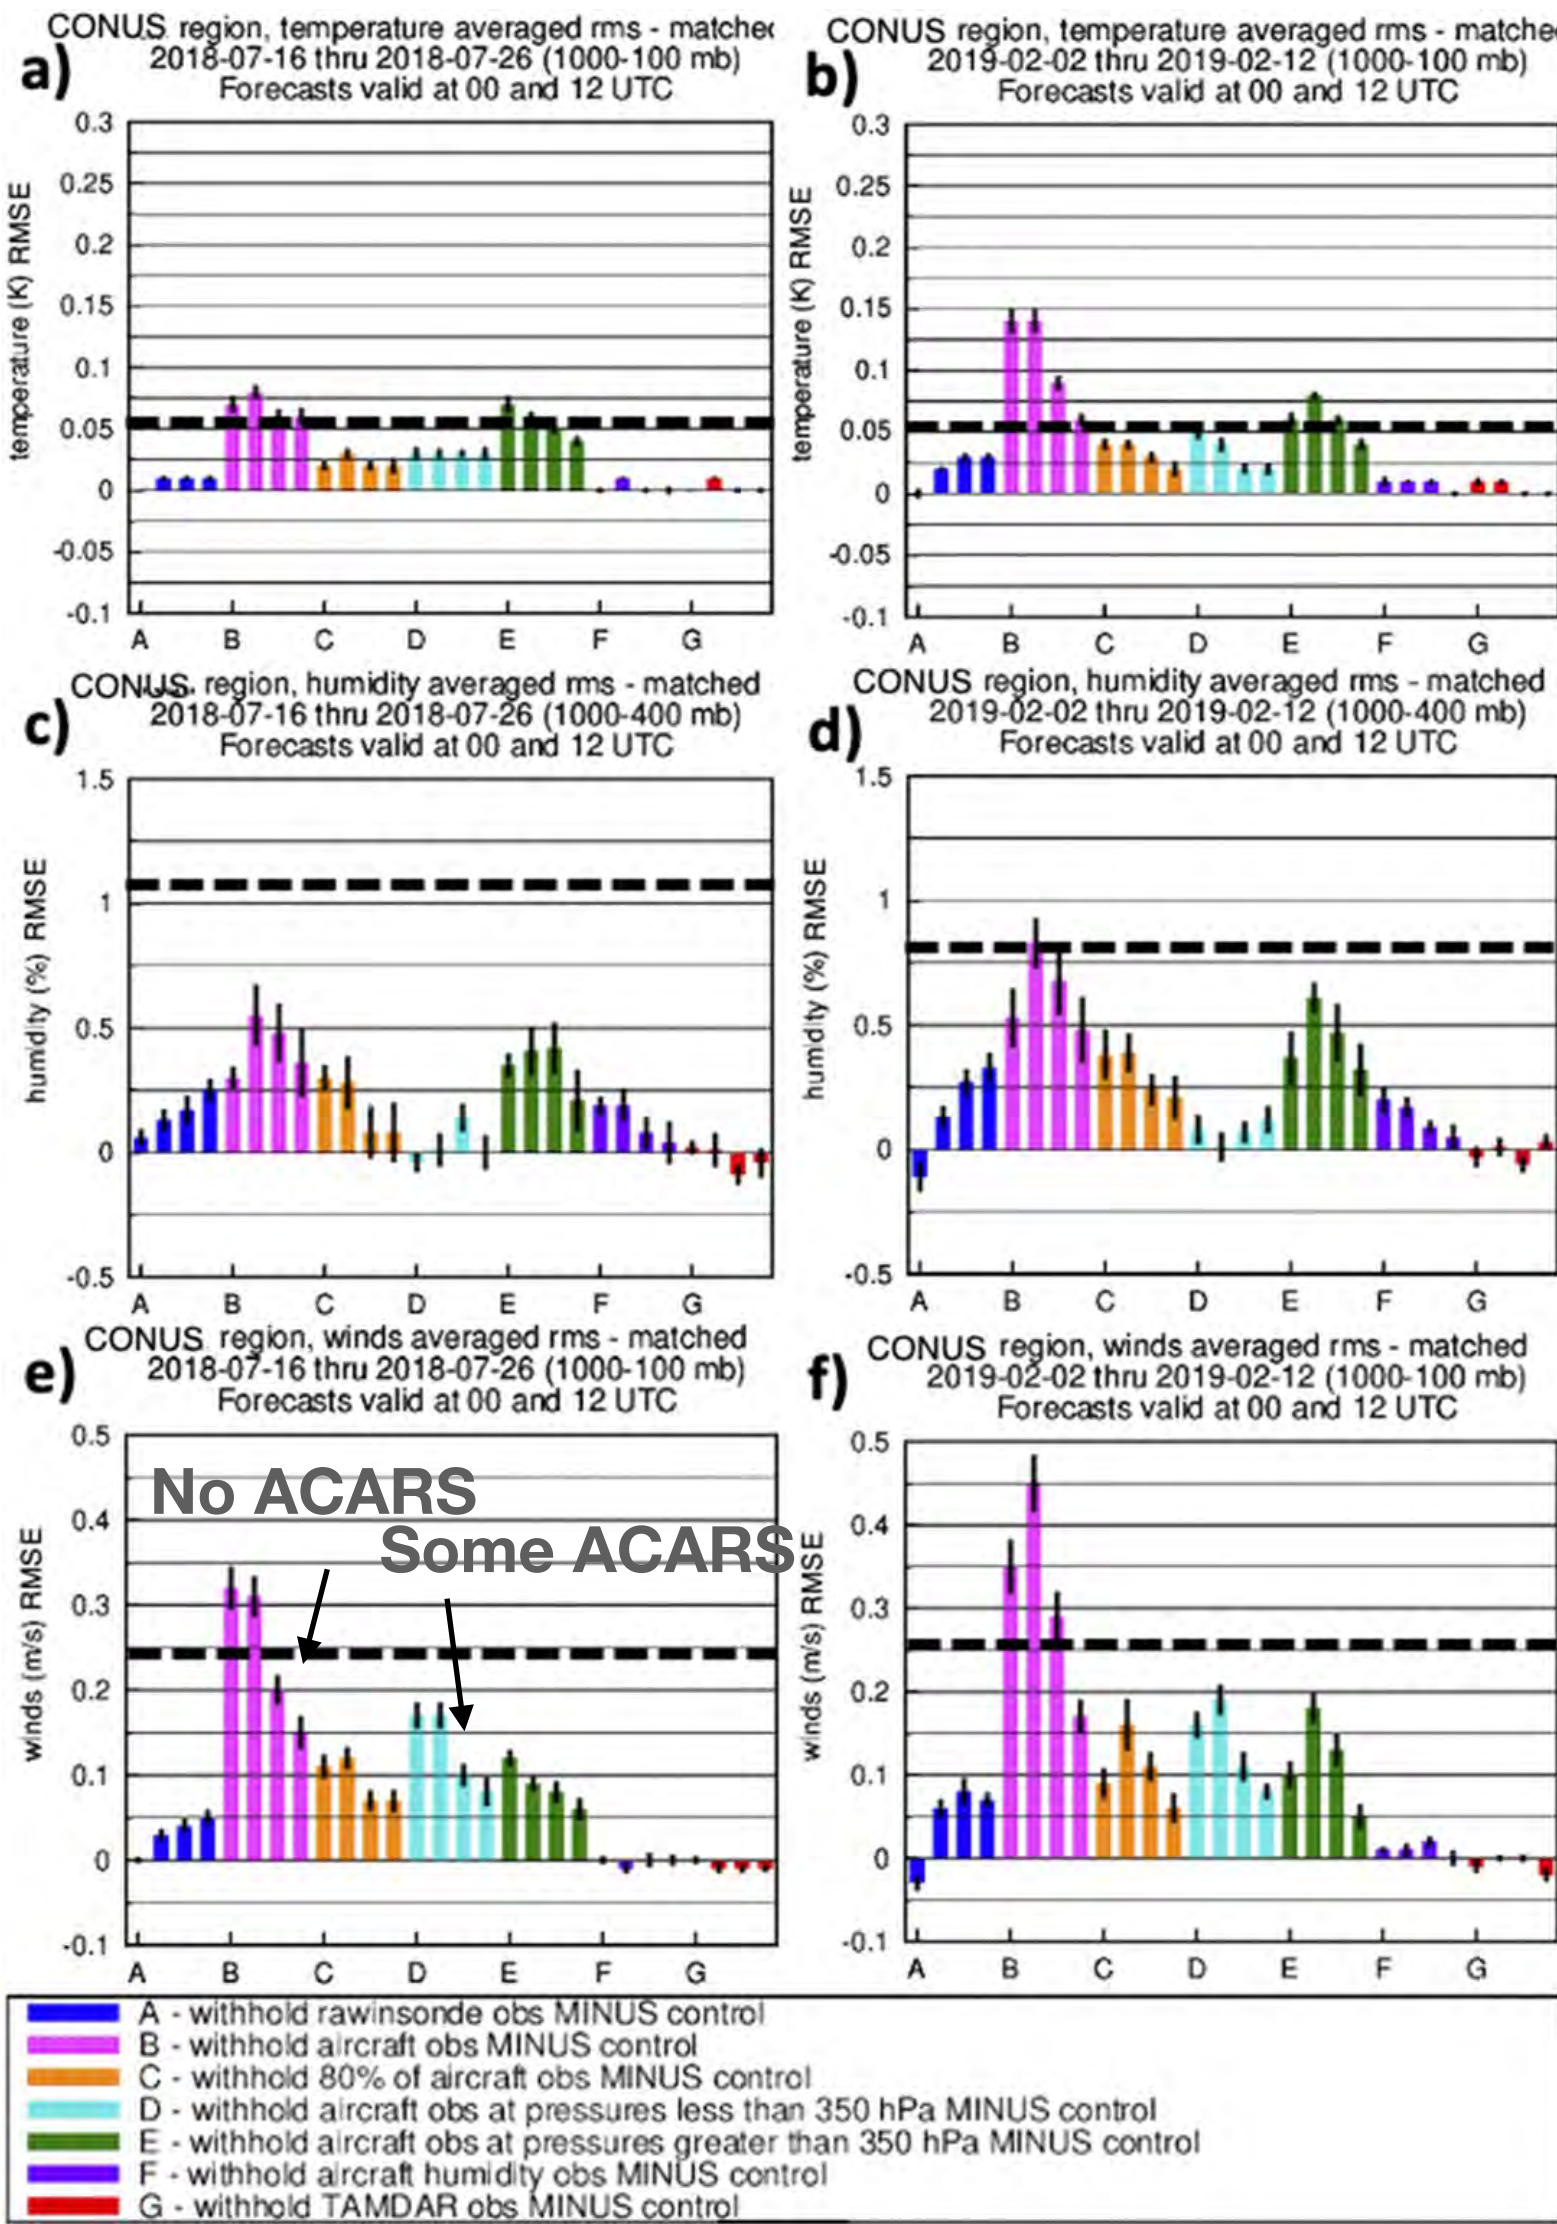 CONUS region, temperature averaged rms - matchec
a)
2018-07-16 thru 2018-07-26 (1000-100 mb)
Forecasts valid at 00 and 12 UTC
temperature (K) RMSE
0.3
0.25
0.2
0.15
0.1
0.05
0
-0.05
-0.1
A B C D E F G
CONUS region, temperature averaged rms - matche
b)
2019-02-02 thru 2019-02-12 (1000-100 mb)
Forecasts valid at 00 and 12 UTC
temperature (K) RMSE
0.3
0.25
0.2
0.15
0.1
0.05
0
-0.05
-0.1
A B C D E F G
CONUS region, humidity averaged rms - matched
c)
2018-07-16 thru 2018-07-26 (1000-400 mb)
Forecasts valid at 00 and 12 UTC
humidity (%) RMSE
1.5
1
0.5
0
-0.5
A B C D E F G
CONUS region, humidity averaged rms - matched
d)
2019-02-02 thru 2019-02-12 (1000-400 mb)
Forecasts valid at 00 and 12 UTC
humidity (%) RMSE
1.5
1
0.5
0
-0.5
A B C D E F G
CONUS region, winds averaged rms - matched
e)
2018-07-16 thru 2018-07-26 (1000-100 mb)
Forecasts valid at 00 and 12 UTC
winds (m/s) RMSE
0.5
0.4
0.3
0.2
0.1
0
-0.1
No ACARS
Some ACARS
A B C D E F G
CONUS region, winds averaged rms - matched
f)
2019-02-02 thru 2019-02-12 (1000-100 mb)
Forecasts valid at 00 and 12 UTC
winds (m/s) RMSE
0.5
0.4
0.3
0.2
0.1
0
-0.1
A B C D E F G
A - withhold rawinsonde obs MINUS control
B - withhold aircraft obs MINUS control
C - withhold 80% of aircraft obs MINUS control
D - withhold aircraft obs at pressures less than 350 hPa MINUS control
E - withhold aircraft obs at pressures greater than 350 hPa MINUS control
F - withhold aircraft humidity obs MINUS control
G - withhold TAMDAR obs MINUS control